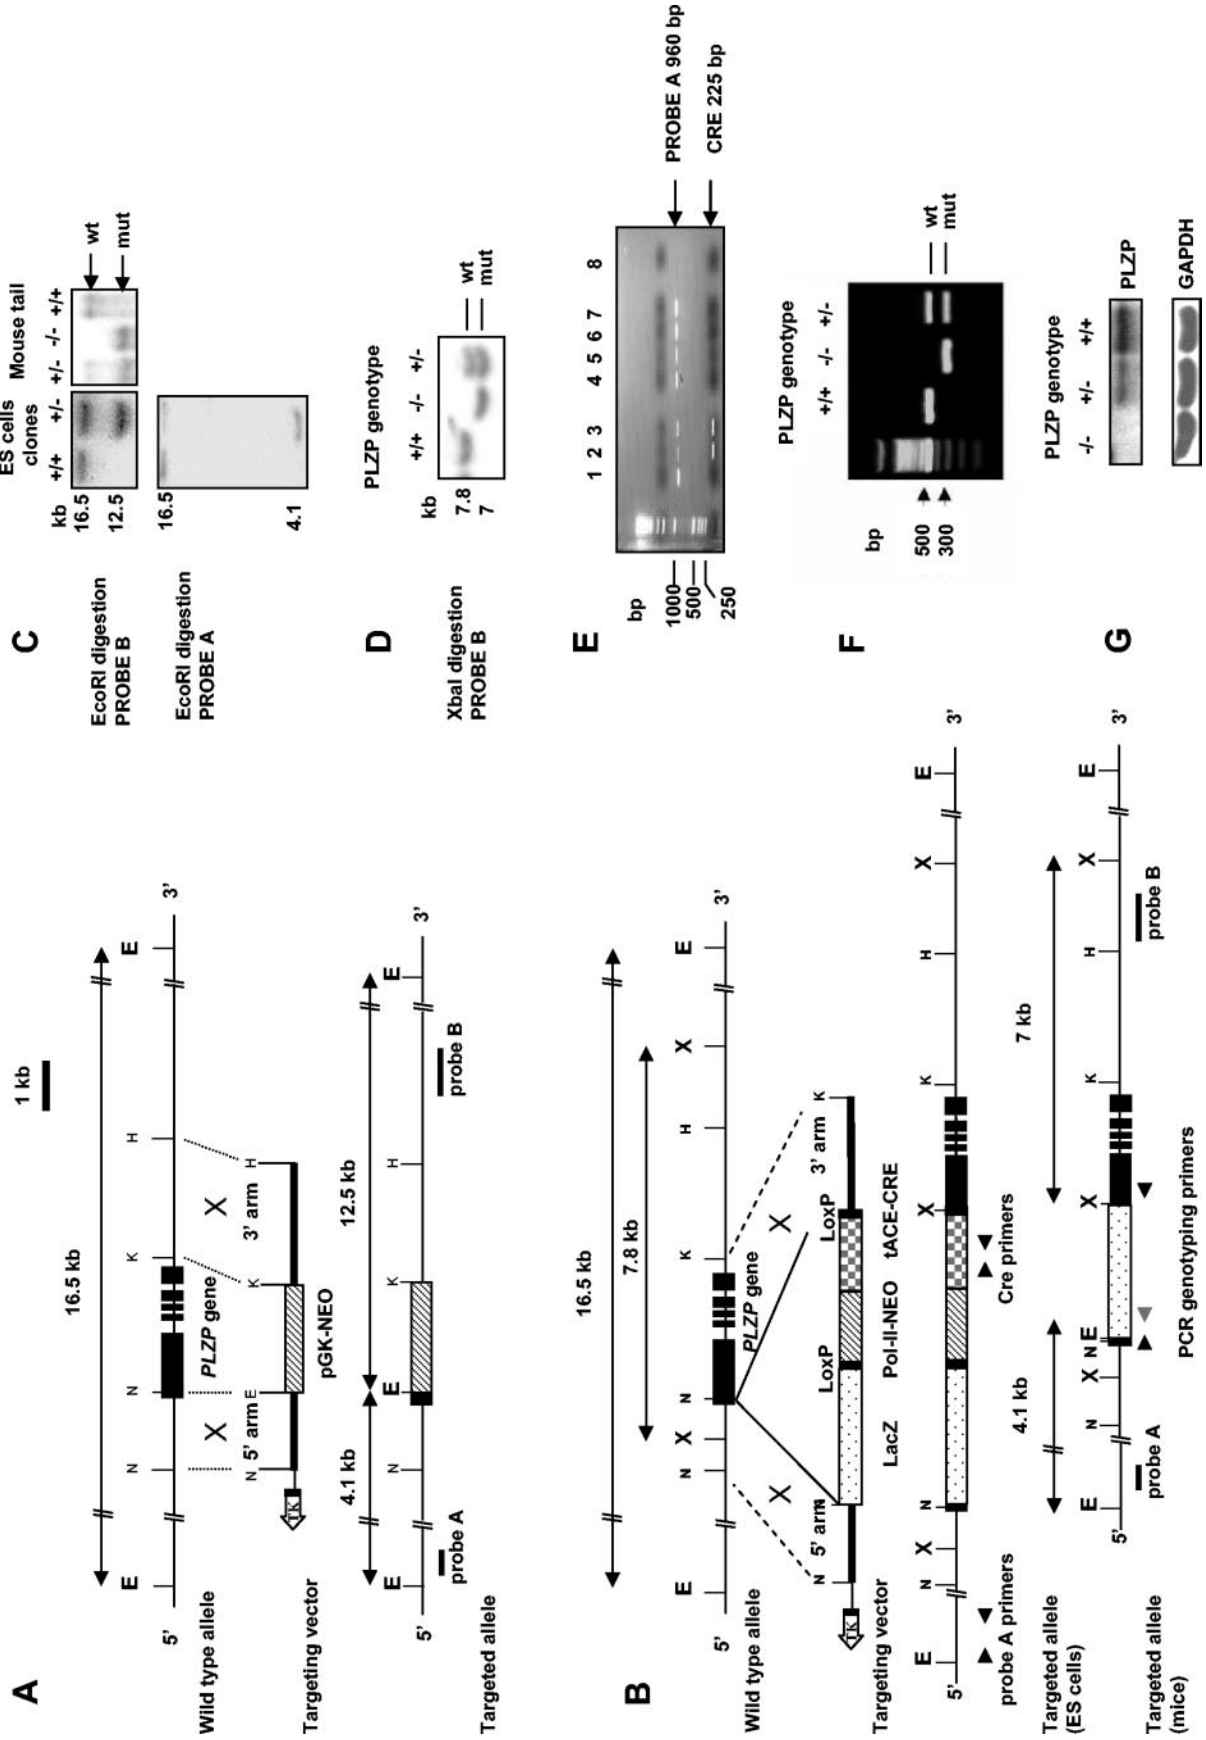 A
1 kb
16.5 kb
E N N K H E
5’ 3’
Wild type allele
PLZP gene
X X
N 5’ arm E K 3’ arm H
TK
Targeting vector
pGK-NEO
4.1 kb 12.5 kb
E N E K H E
5’ 3’
probe A probe B
Targeted allele
B
16.5 kb
7.8 kb
E N X N K H X E
5’ 3’
Wild type allele
PLZP gene
X X
N 5’ arm N LoxP LoxP 3’ arm K
TK
Targeting vector
LacZ Pol-II-NEO tACE-CRE
E N X N X K H X E
5’ 3’
probe A primers Cre primers
Targeted allele
(ES cells)
4.1 kb 7 kb
E N X N E X K H X E
5’ 3’
probe A probe B
PCR genotyping primers
Targeted allele
(mice)
C
ES cells
clones
Mouse tail
kb +/+ +/- +/- -/- +/+
EcoRI digestion
PROBE B
16.5
12.5
wt
mut
EcoRI digestion
PROBE A
16.5
4.1
D
PLZP genotype
kb +/+ -/- +/-
XbaI digestion
PROBE B
7.8
7
wt
mut
E
bp 1 2 3 4 5 6 7 8
1000
500
250
PROBE A 960 bp
CRE 225 bp
F
PLZP genotype
+/+ -/- +/-
bp
500
300
wt
mut
G
PLZP genotype
-/- +/- +/+
PLZP
GAPDH